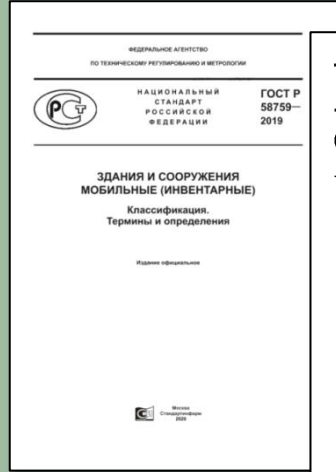 ФЕДЕРАЛЬНОЕ АГЕНТСТВО
ПО ТЕХНИЧЕСКОМУ РЕГУЛИРОВАНИЮ И МЕТРОЛОГИИ
НАЦИОНАЛЬНЫЙ
СТАНДАРТ
РОССИЙСКОЙ
ФЕДЕРАЦИИ
ГОСТ Р
58759—
2019
ЗДАНИЯ И СООРУЖЕНИЯ
МОБИЛЬНЫЕ (ИНВЕНТАРНЫЕ)
Классификация.
Термины и определения
Издание официальное
Москва
Стандартинформ
2020